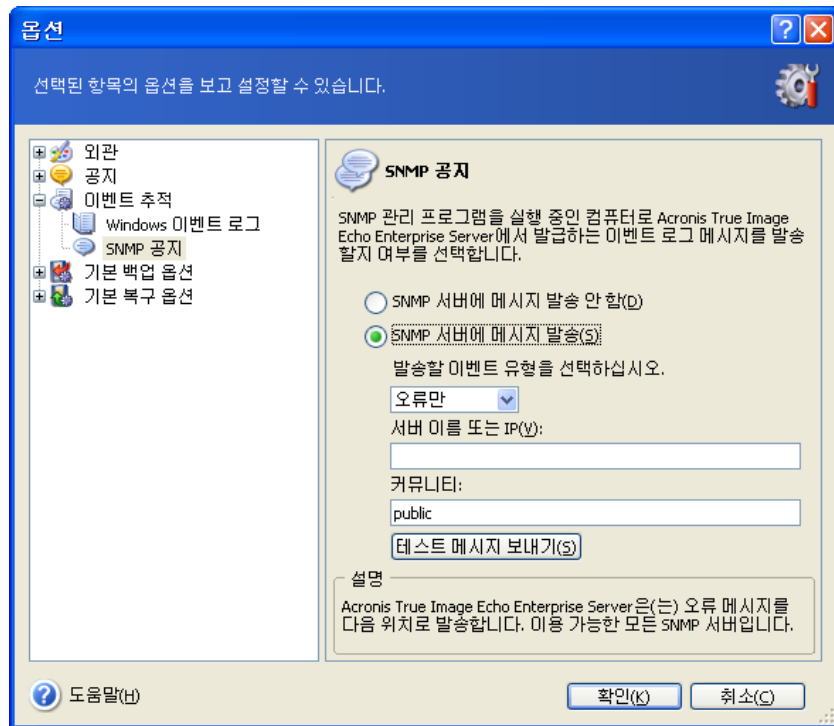 옵션
선택된 항목의 옵션을 보고 설정할 수 있습니다.
외관
공지
이벤트 추적
Windows 이벤트 로그
SNMP 공지
기본 백업 옵션
기본 복구 옵션
SNMP 공지
SNMP 관리 프로그램을 실행 중인 컴퓨터로 Acronis True Image
Echo Enterprise Server에서 발급하는 이벤트 로그 메시지를 발송
할지 여부를 선택합니다.
SNMP 서버에 메시지 발송 안 함(D)
SNMP 서버에 메시지 발송(S)
발송할 이벤트 유형을 선택하십시오.
오류만
서버 이름 또는 IP(V):
커뮤니티:
public
테스트 메시지 보내기(S)
설명
Acronis True Image Echo Enterprise Server은(는) 오류 메시지를
다음 위치로 발송합니다. 이용 가능한 모든 SNMP 서버입니다.
도움말(H)
확인(K)
취소(C)